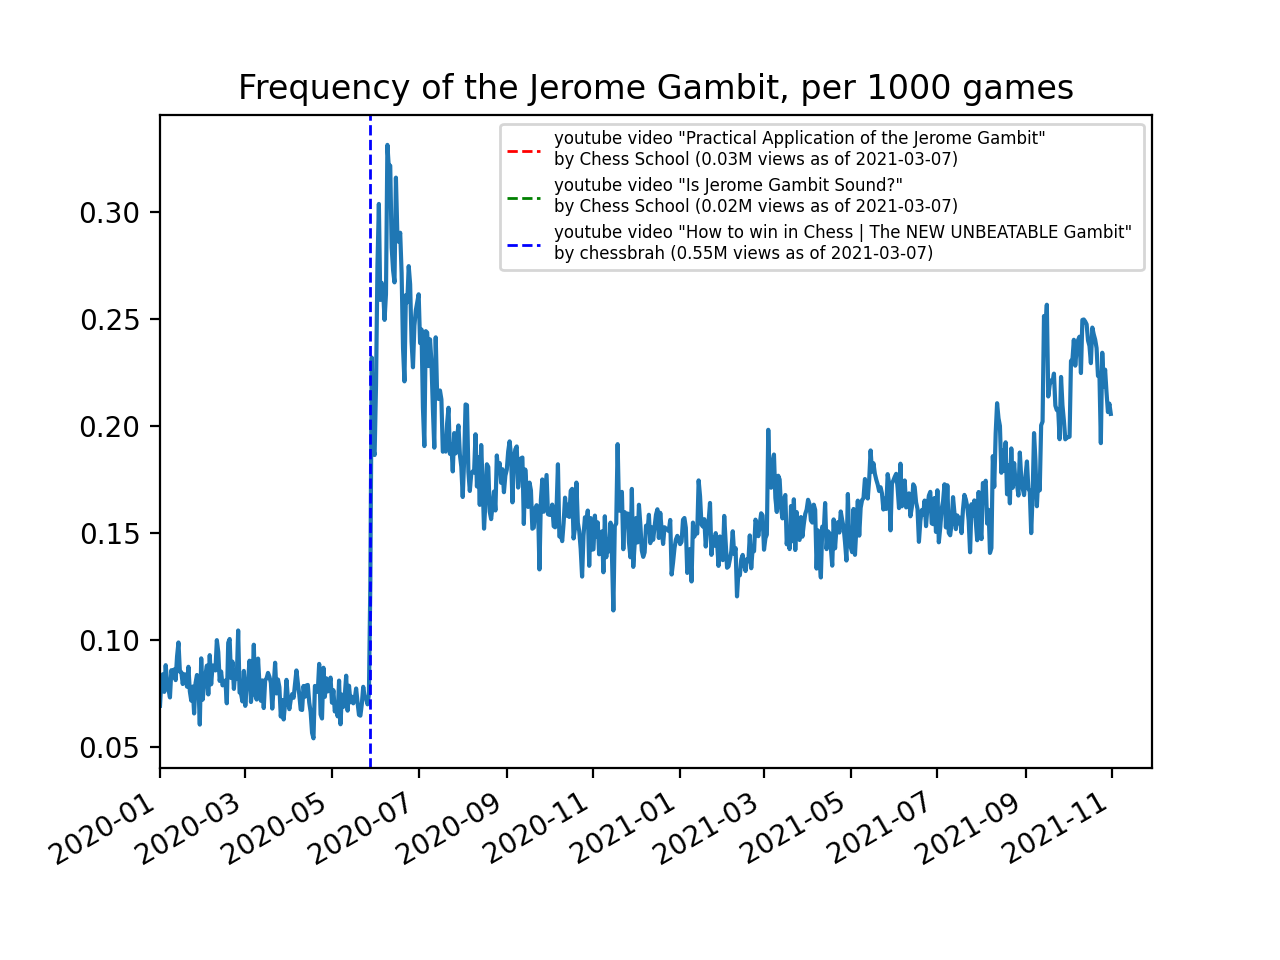 Frequency of the Jerome Gambit, per 1000 games
youtube video "Practical Application of the Jerome Gambit"
by Chess School (0.03M views as of 2021-03-07)
youtube video "Is Jerome Gambit Sound?"
by Chess School (0.02M views as of 2021-03-07)
youtube video "How to win in Chess | The NEW UNBEATABLE Gambit"
by chessbrah (0.55M views as of 2021-03-07)
0.30
0.25
0.20
0.15
0.10
0.05
2020-01
2020-03
2020-05
2020-07
2020-09
2020-11
2021-01
2021-03
2021-05
2021-07
2021-09
2021-11